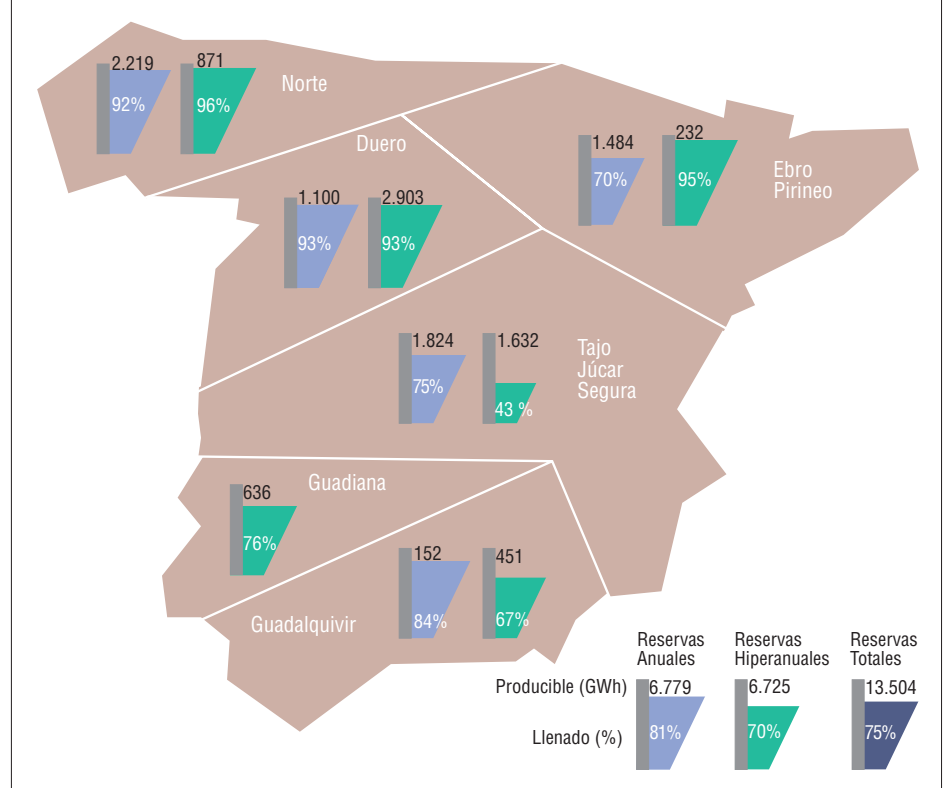 2.219
871
Norte
92%
96%
Duero
1.484
232
Ebro
Pirineo
70%
95%
1.100
2.903
93%
93%
1.824
1.632
Tajo
Júcar
Segura
75%
43 %
Guadiana
636
76%
152
451
84%
67%
Guadalquivir
Reservas
Anuales
Reservas
Hiperanuales
Reservas
Totales
Producible (GWh)
6.779
6.725
13.504
Llenado (%)
81%
70%
75%